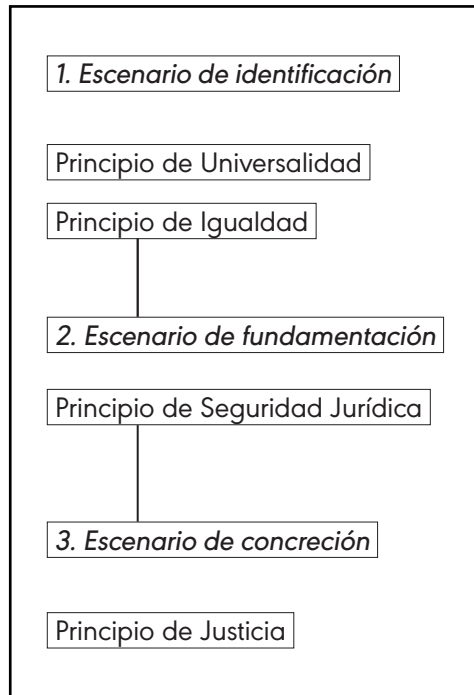 1. Escenario de identificación
Principio de Universalidad
Principio de Igualdad
2. Escenario de fundamentación
Principio de Seguridad Jurídica
3. Escenario de concreción
Principio de Justicia